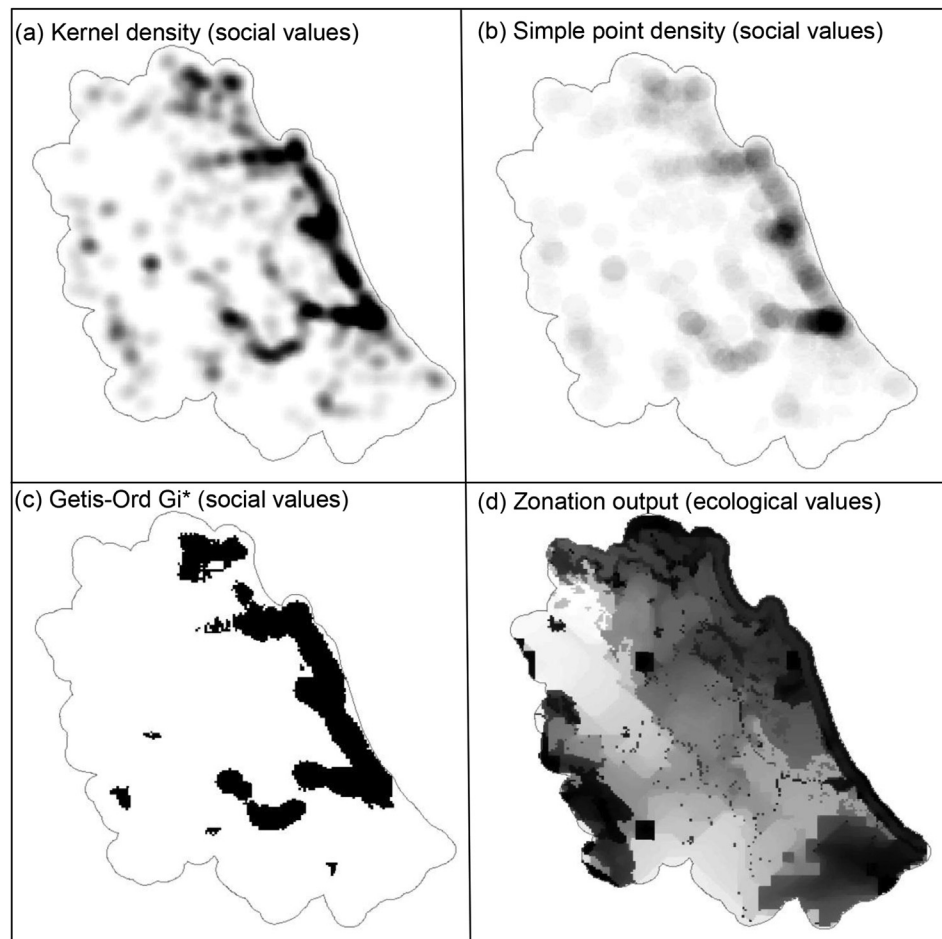 (a) Kernel density (social values)
(b) Simple point density (social values)
(c) Getis-Ord Gi* (social values)
(d) Zonation output (ecological values)